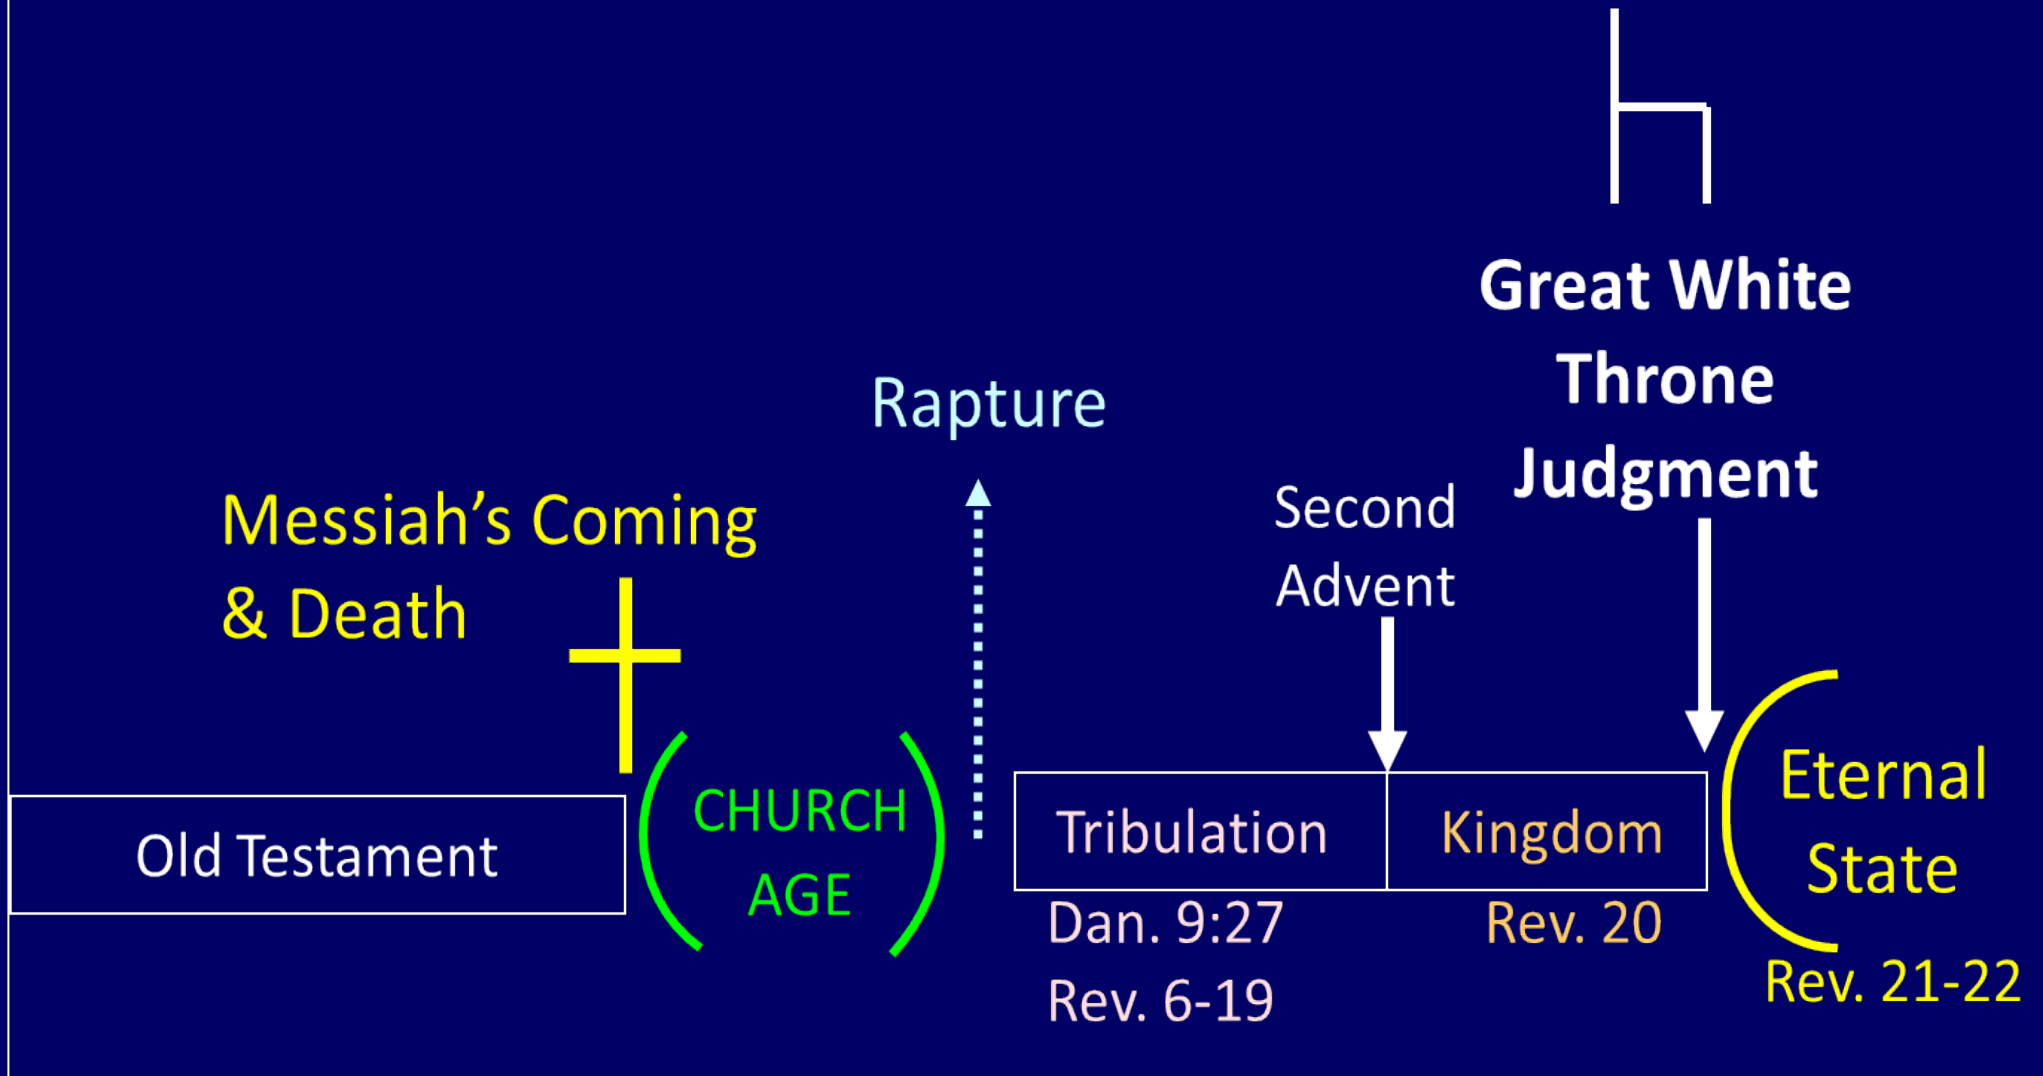 Great White
Throne
Judgment
Rapture
Second
Advent
Messiah’s Coming
& Death
Old Testament
CHURCH
AGE
Tribulation
Kingdom
Eternal
State
Dan. 9:27
Rev. 6-19
Rev. 20
Rev. 21-22